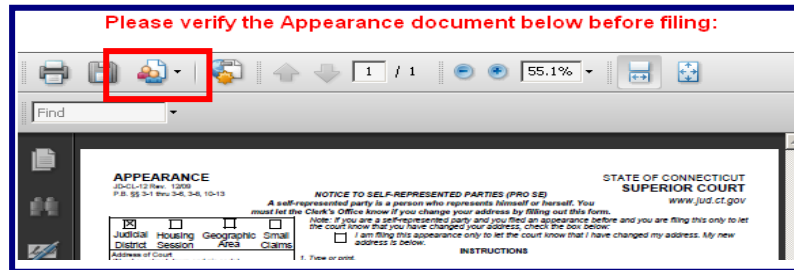 Please verify the Appearance document below before filing:
1 / 1 55.1%
Find
APPEARANCE
JD-CL-12 Rev. 12/09
P.B. §§ 3-1 thru 3-6, 3-8, 10-13
STATE OF CONNECTICUT
SUPERIOR COURT
www.jud.ct.gov
NOTICE TO SELF-REPRESENTED PARTIES (PRO SE)
A self-represented party is a person who represents himself or herself. You
must let the Clerk's Office know if you change your address by filling out this form.
Note: If you are a self-represented party and you filed an appearance before and you are filing this only to let
the court know that you have changed your address, check the box below:
I am filing this appearance only to let the court know that I have changed my address. My new
address is below.
Judicial District
Housing Session
Geographic Area
Small Claims
Address of Court
INSTRUCTIONS
1. Type or print.